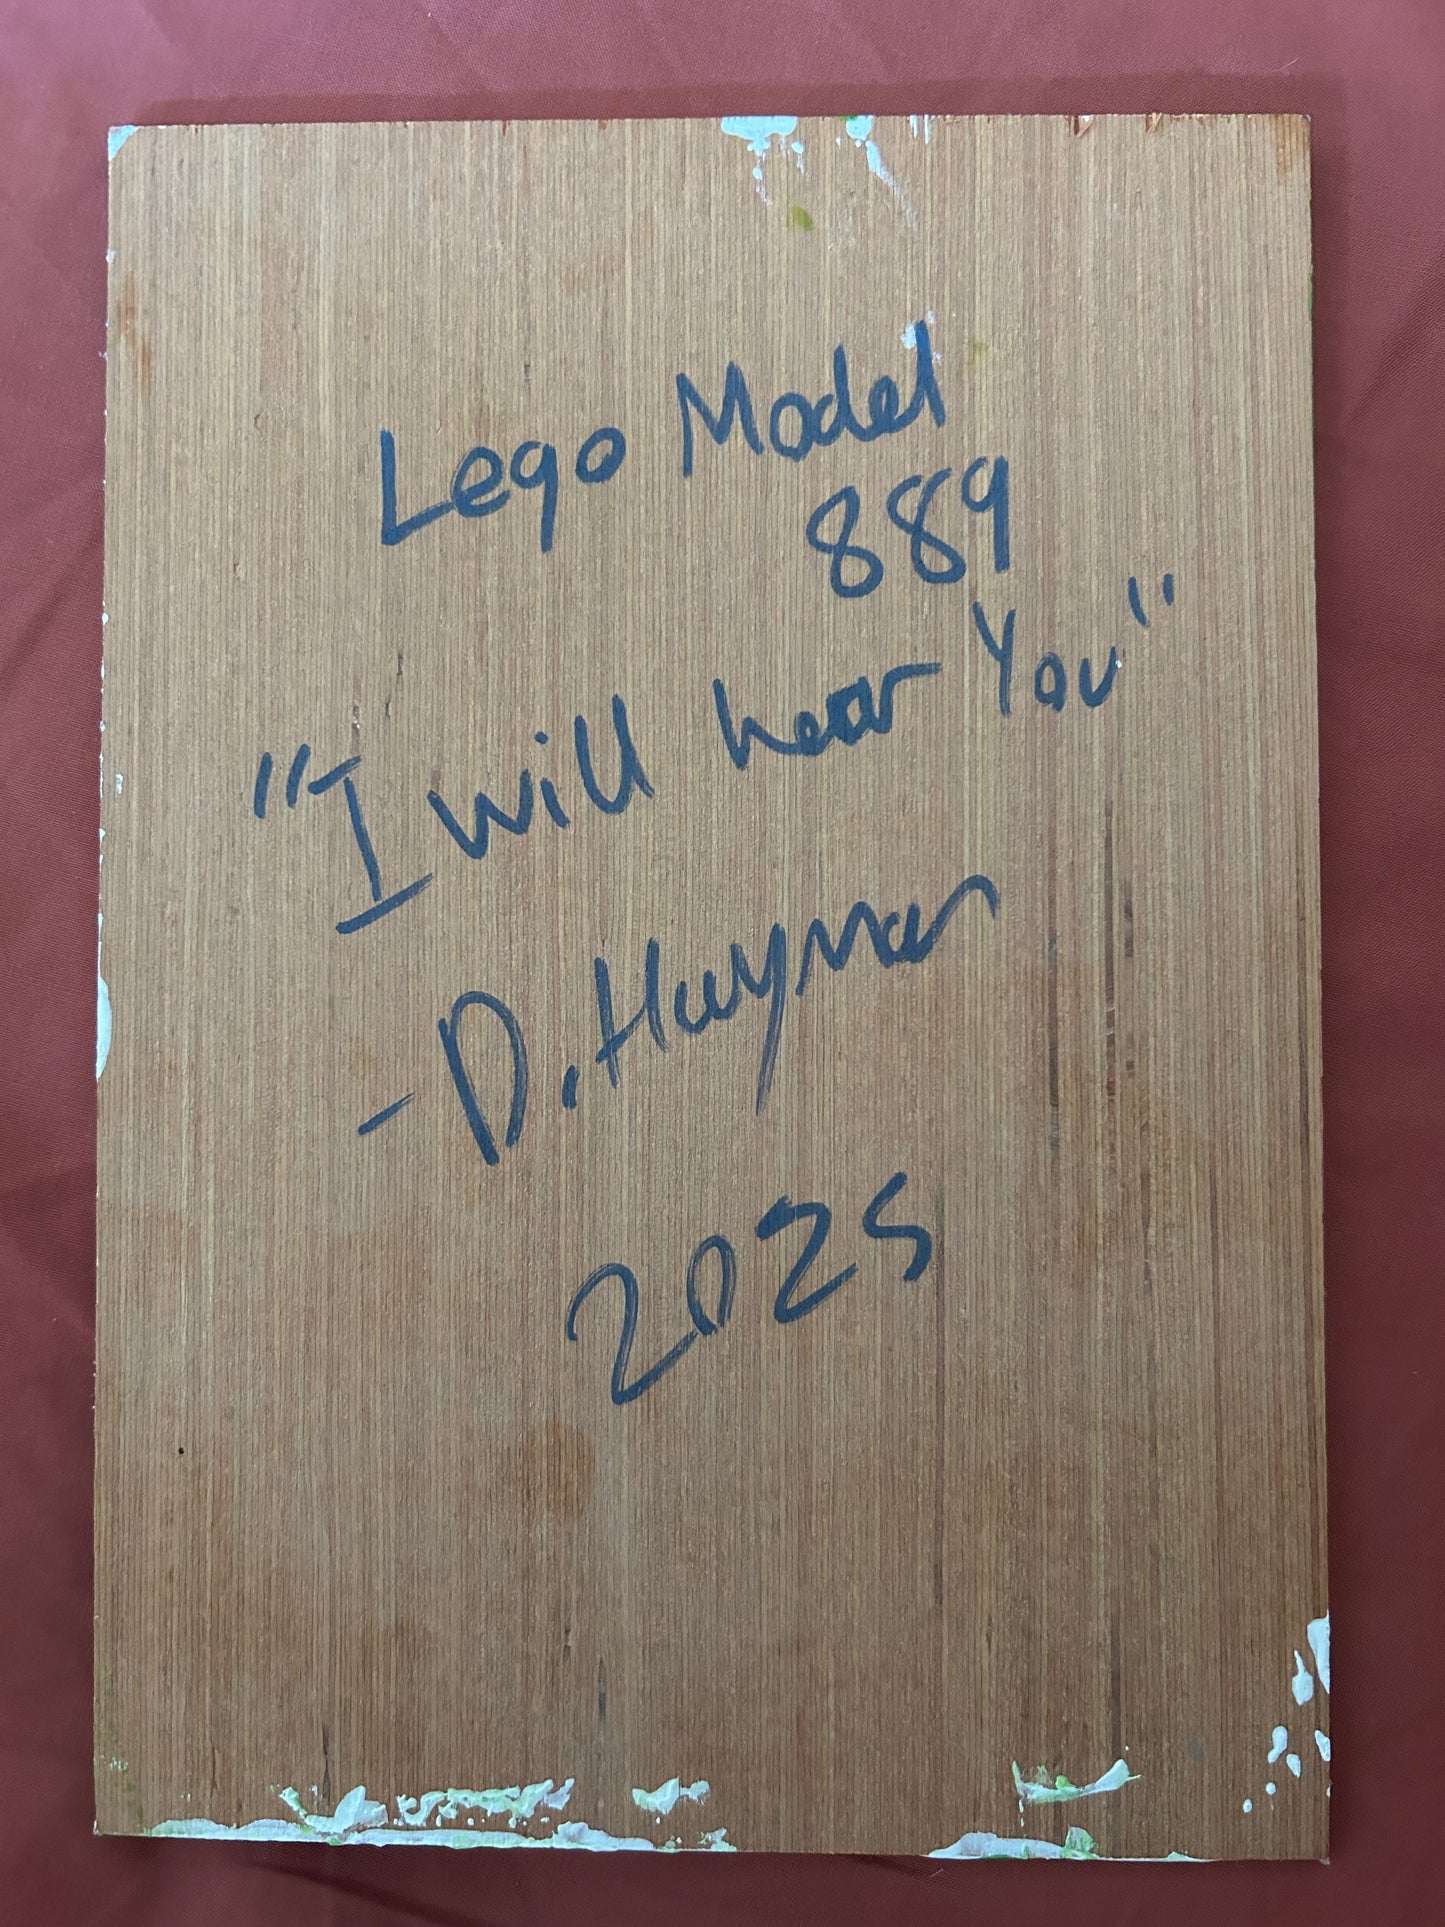 Lego Model
889
"I will hear You"
- D. Hayman
2025